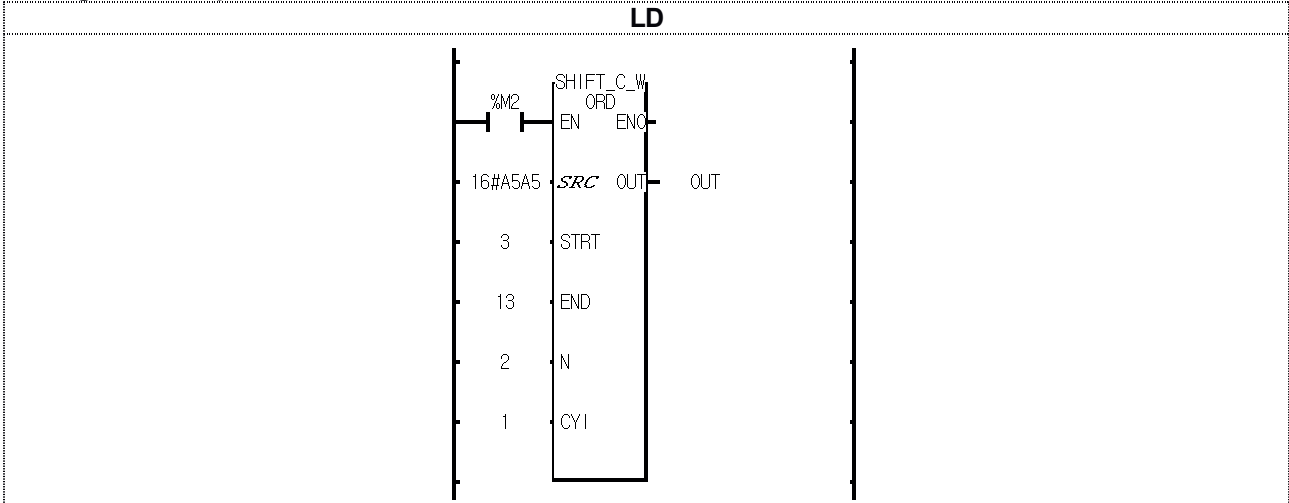 LD
SHIFT_C_W
%M2 ORD
EN ENO
16#A5A5 SRC OUT OUT
3 STRT
13 END
2 N
1 CYI